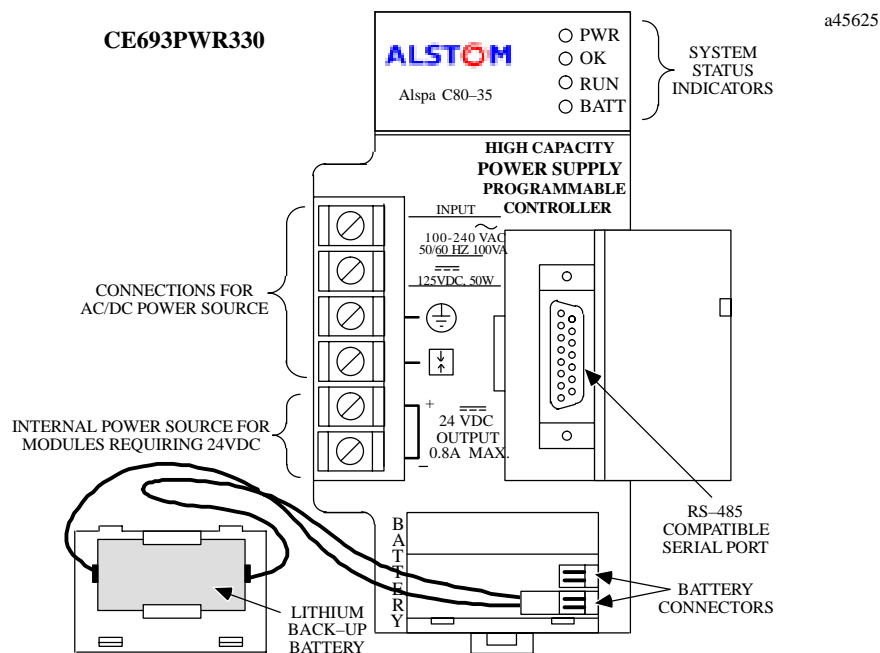 a45625
CE693PWR330
ALSTOM
Alspa C80–35
PWR
OK
RUN
BATT
SYSTEM
STATUS
INDICATORS
HIGH CAPACITY
POWER SUPPLY
PROGRAMMABLE
CONTROLLER
INPUT
100-240 VAC
50/60 HZ 100VA
125VDC, 50W
CONNECTIONS FOR
AC/DC POWER SOURCE
INTERNAL POWER SOURCE FOR
MODULES REQUIRING 24VDC
+
24 VDC
OUTPUT
0.8A MAX.
–
RS–485
COMPATIBLE
SERIAL PORT
BATTERY
BATTERY
CONNECTORS
LITHIUM
BACK–UP
BATTERY